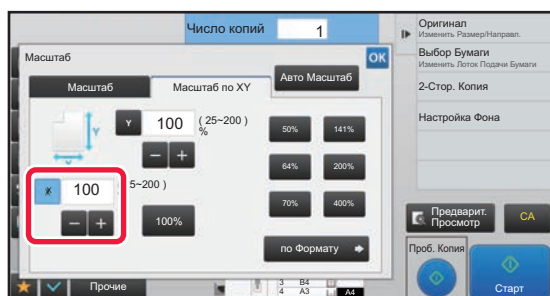 Число копий 1
Масштаб
OK
Масштаб
Масштаб по XY
Авто Масштаб
Y 100 ( 25~200 )
%
50% 141%
64% 200%
70% 400%
100 5~200 )
100%
по Формату
Оригинал
Изменить Размер/Направл.
Выбор Бумаги
Изменить Лоток Подачи Бумаги
2-Стор. Копия
Настройка Фона
Предварит.
Просмотр
CA
Проб. Копия
Старт
Прочие
3 B4
4 A3
A4